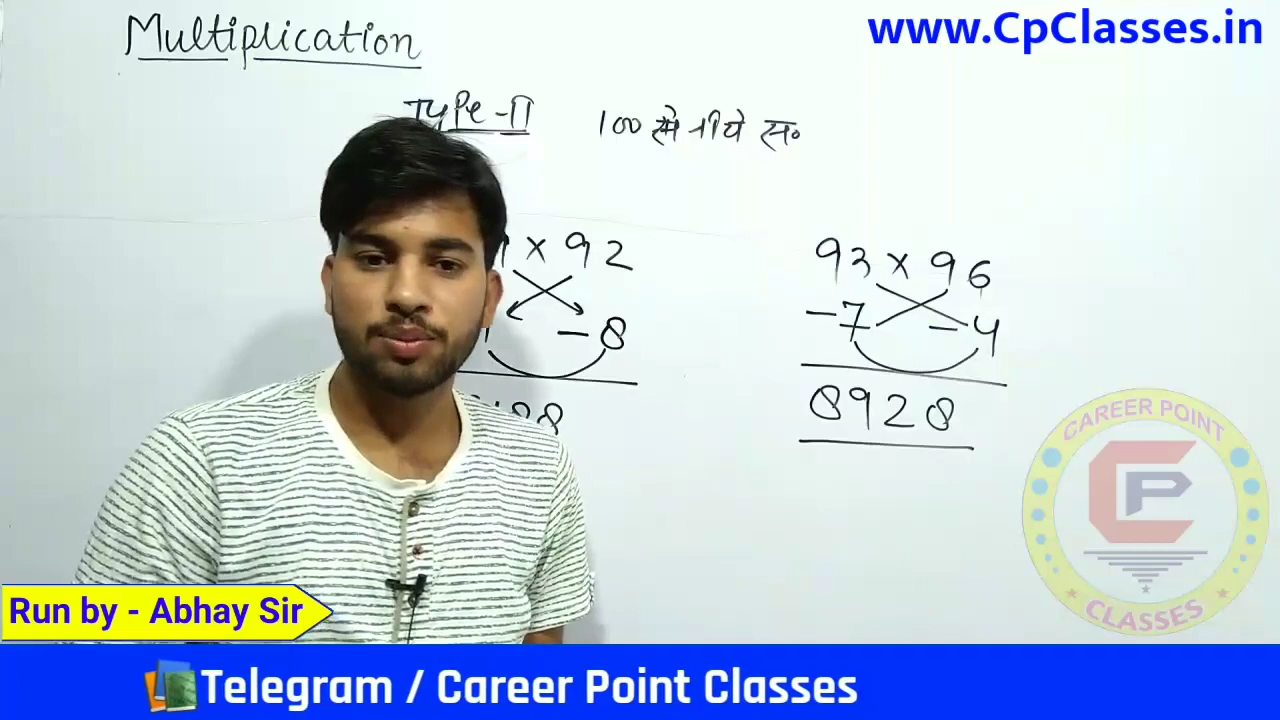 www.CpClasses.in
Multiplication
Type-II 100 से नीचे सं०
x 92
- 8
88
93 x 96
-7 -4
8928
CAREER POINT
CP
CLASSES
Run by - Abhay Sir
Telegram / Career Point Classes